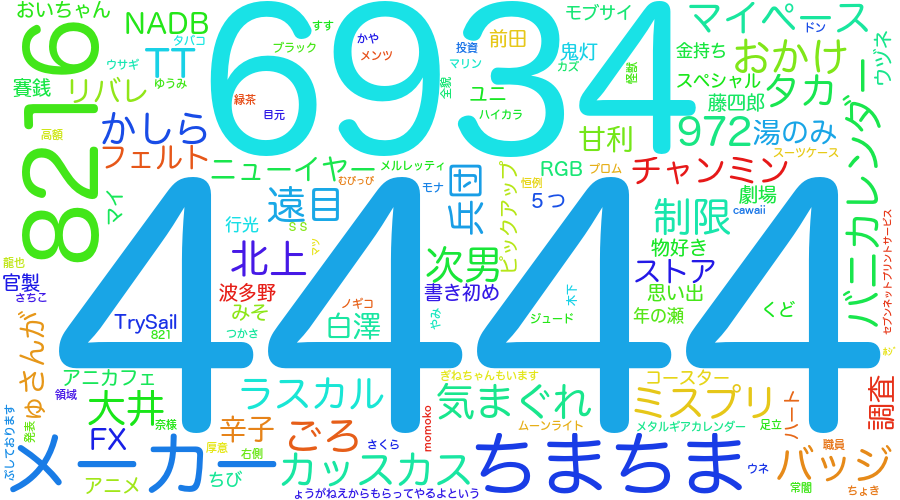 おいちゃん
NADB
すす
6934
モブサイ
マイペース
ドン
8216
タバコ
TT
ブラック
かや
メンツ
投資
マリン
前田
鬼灯
カズ
金持ち
おかけ
ウヅネ
ウサギ
ゆうみ
賽銭
リバレ
緑茶
目元
全貌
ユニ
ハイカラ
怪獣
スペシャル
タカ
藤四郎
高額
かしら
フェルト
甘利
972
湯のみ
スーツケース
バニカレンダー
ニューイヤー
メルレッティ
むぴっぴ
モナ
兵団
ピックアップ
RGB
ブロム
恒例
5つ
チャンミン
劇場
cawaii
マイ
遠目
行光
ss
制限
セブンネットプリントサービス
4444
龍也
官製
さちこ
北上
マッ
波多野
次男
書き初め
物好き
ストア
思い出
木下
ノギコ
みそ
TrySail
821
つかさ
白澤
やみ
ジュード
年の瀬
くど
ゅさんが
アニカフェ
領域
ラスカル
ぎねちゃんもいます
気まぐれ
コースター
ミスプリ
ハート
調査
大井
奈様
発表
FX
辛子
厚意
右側
ごろ
さくら
momoko
ムーンライト
メタルギアカレンダー
足立
職員
ぶしております
メーカー
アニメ
ちび
カッスカス
ょうがねえからもらってやるよという
ちまちま
ウネ
バッジ
常闇
ちょき